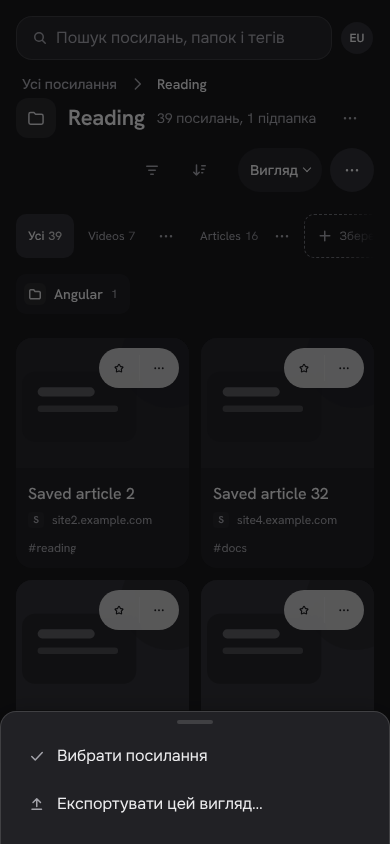 Пошук посилань, папок і тегів
EU
Усі посилання > Reading
Reading 39 посилань, 1 підпапка
Вигляд
Усі 39 Videos 7 Articles 16 + Збер
Angular 1
Saved article 2
S site2.example.com
#reading
Saved article 32
S site4.example.com
#docs
Вибрати посилання
Експортувати цей вигляд...